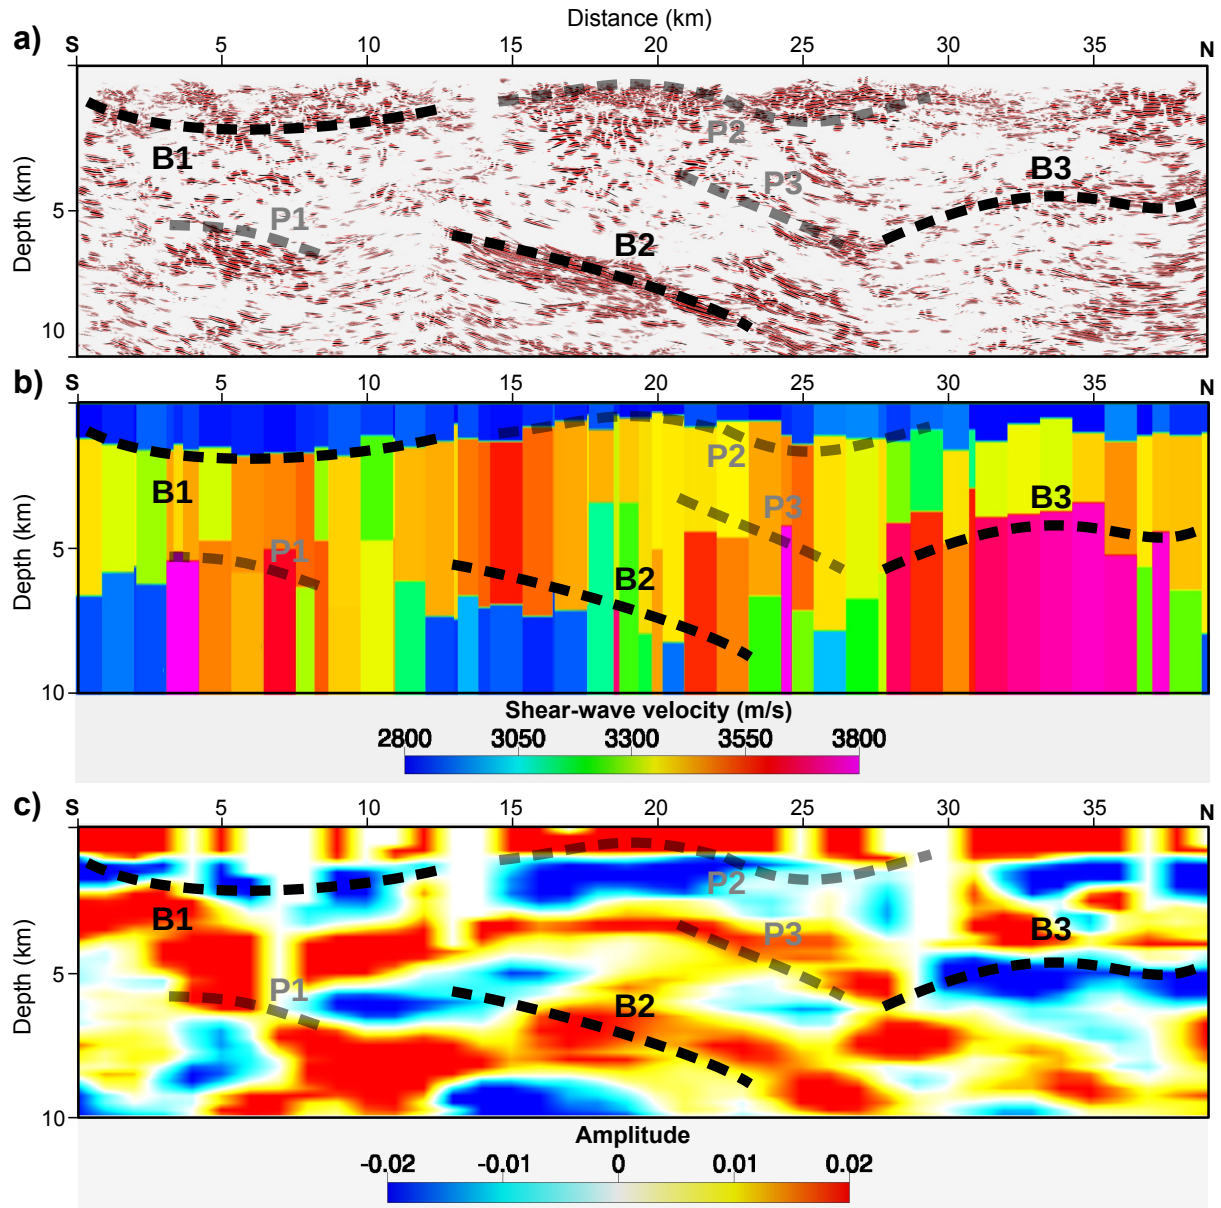 Distance (km)
a)
S 5 10 15 20 25 30 35 N
Depth (km)
5
10
B1
P1
B2
P2
P3
B3
b)
S 5 10 15 20 25 30 35 N
Depth (km)
5
10
B1
P1
B2
P2
P3
B3
Shear-wave velocity (m/s)
2800 3050 3300 3550 3800
c)
S 5 10 15 20 25 30 35 N
Depth (km)
5
10
B1
P1
B2
P2
P3
B3
Amplitude
-0.02 -0.01 0 0.01 0.02